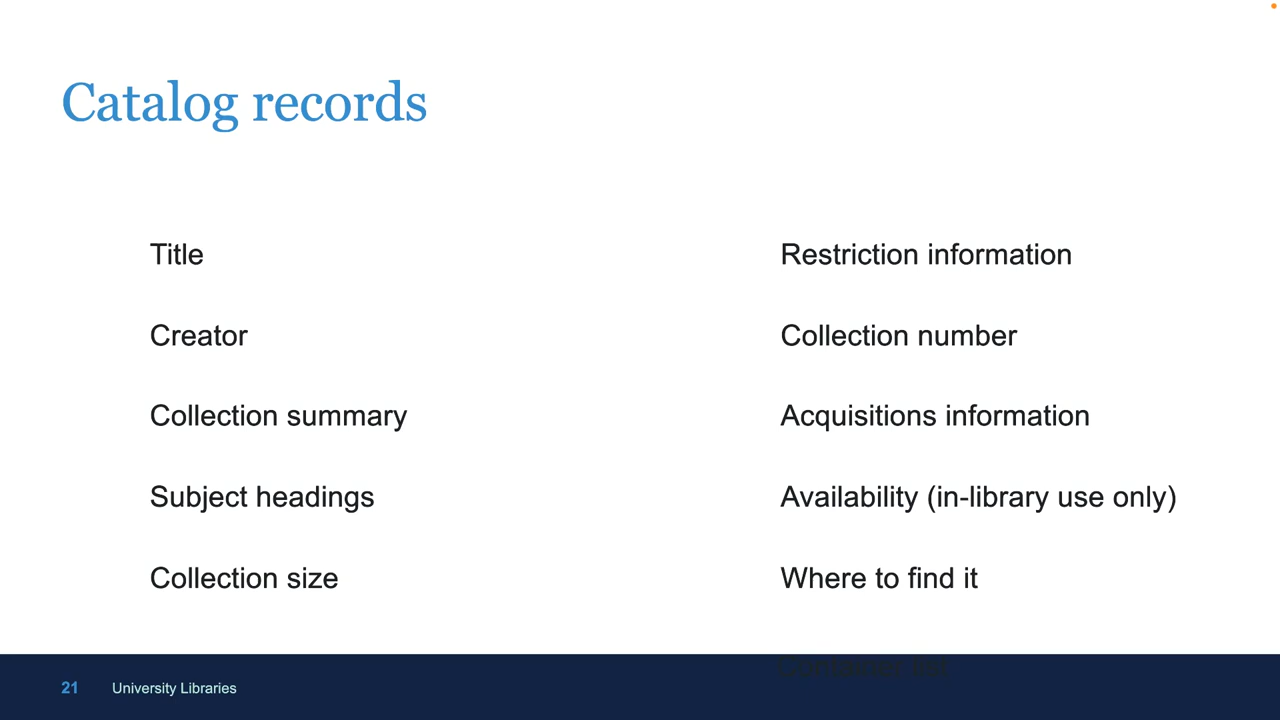 Catalog records
Title
Creator
Collection summary
Subject headings
Collection size
Restriction information
Collection number
Acquisitions information
Availability (in-library use only)
Where to find it
21
University Libraries